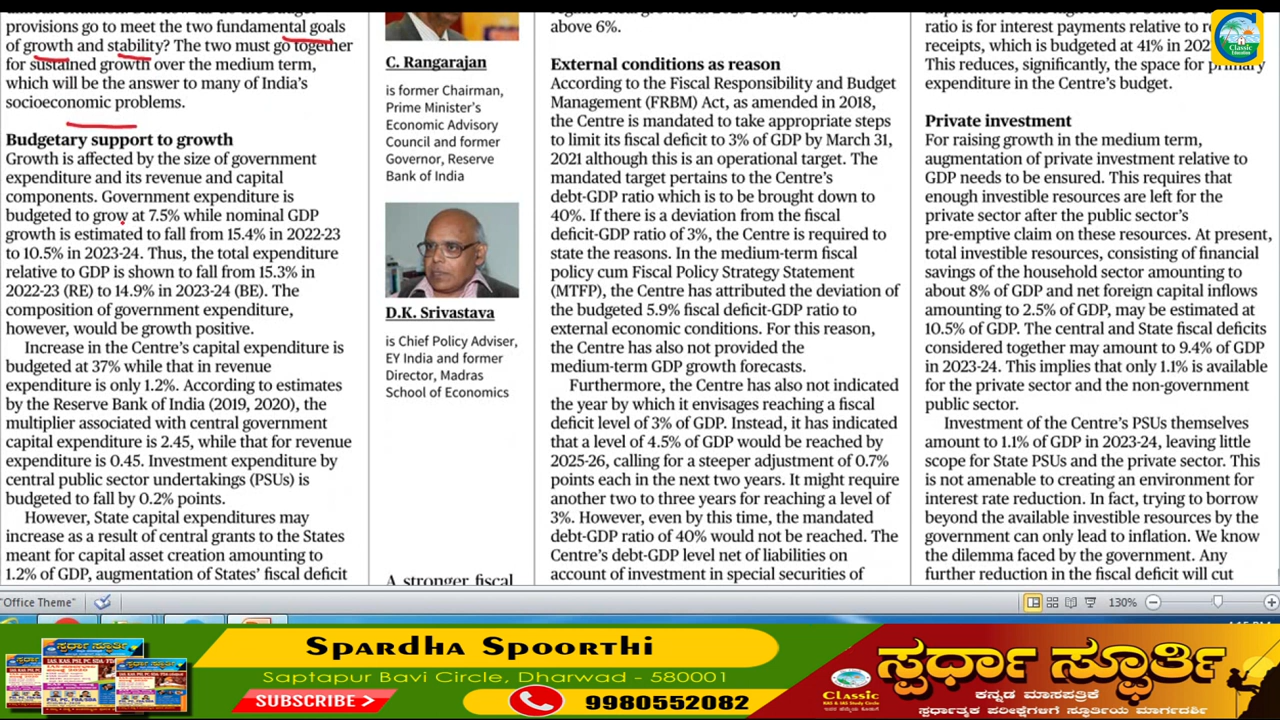 provisions go to meet the two fundamental goals
of growth and stability? The two must go together
for sustained growth over the medium term,
which will be the answer to many of India's
socioeconomic problems.
Budgetary support to growth
Growth is affected by the size of government
expenditure and its revenue and capital
components. Government expenditure is
budgeted to grow at 7.5% while nominal GDP
growth is estimated to fall from 15.4% in 2022-23
to 10.5% in 2023-24. Thus, the total expenditure
relative to GDP is shown to fall from 15.3% in
2022-23 (RE) to 14.9% in 2023-24 (BE). The
composition of government expenditure,
however, would be growth positive.
Increase in the Centre's capital expenditure is
budgeted at 37% while that in revenue
expenditure is only 1.2%. According to estimates
by the Reserve Bank of India (2019, 2020), the
multiplier associated with central government
capital expenditure is 2.45, while that for revenue
expenditure is 0.45. Investment expenditure by
central public sector undertakings (PSUs) is
budgeted to fall by 0.2% points.
However, State capital expenditures may
increase as a result of central grants to the States
meant for capital asset creation amounting to
1.2% of GDP, augmentation of States' fiscal deficit
C. Rangarajan
is former Chairman,
Prime Minister's
Economic Advisory
Council and former
Governor, Reserve
Bank of India
D.K. Srivastava
is Chief Policy Adviser,
EY India and former
Director, Madras
School of Economics
A stronger fiscal
above 6%.
External conditions as reason
According to the Fiscal Responsibility and Budget
Management (FRBM) Act, as amended in 2018,
the Centre is mandated to take appropriate steps
to limit its fiscal deficit to 3% of GDP by March 31,
2021 although this is an operational target. The
mandated target pertains to the Centre's
debt-GDP ratio which is to be brought down to
40%. If there is a deviation from the fiscal
deficit-GDP ratio of 3%, the Centre is required to
state the reasons. In the medium-term fiscal
policy cum Fiscal Policy Strategy Statement
(MTFP), the Centre has attributed the deviation of
the budgeted 5.9% fiscal deficit-GDP ratio to
external economic conditions. For this reason,
the Centre has also not provided the
medium-term GDP growth forecasts.
Furthermore, the Centre has also not indicated
the year by which it envisages reaching a fiscal
deficit level of 3% of GDP. Instead, it has indicated
that a level of 4.5% of GDP would be reached by
2025-26, calling for a steeper adjustment of 0.7%
points each in the next two years. It might require
another two to three years for reaching a level of
3%. However, even by this time, the mandated
debt-GDP ratio of 40% would not be reached. The
Centre's debt-GDP level net of liabilities on
account of investment in special securities of
ratio is for interest payments relative to
receipts, which is budgeted at 41% in
This reduces, significantly, the space for primary
expenditure in the Centre's budget.
Private investment
For raising growth in the medium term,
augmentation of private investment relative to
GDP needs to be ensured. This requires that
enough investible resources are left for the
private sector after the public sector's
pre-emptive claim on these resources. At present,
total investible resources, consisting of financial
savings of the household sector amounting to
about 8% of GDP and net foreign capital inflows
amounting to 2.5% of GDP, may be estimated at
10.5% of GDP. The central and State fiscal deficits
considered together may amount to 9.4% of GDP
in 2023-24. This implies that only 1.1% is available
for the private sector and the non-government
public sector.
Investment of the Centre's PSUs themselves
amount to 1.1% of GDP in 2023-24, leaving little
scope for State PSUs and the private sector. This
is not amenable to creating an environment for
interest rate reduction. In fact, trying to borrow
beyond the available investible resources by the
government can only lead to inflation. We know
the dilemma faced by the government. Any
further reduction in the fiscal deficit will cut
Classic
Education
"Office Theme"
130%
Spardha Spoorthi
Saptapur Bavi Circle, Dharwad - 580001
SUBSCRIBE
9980552082
Classic
KAS & IAS Study Circle
ಸ್ಪರ್ಧಾ ಸ್ಫೂರ್ತಿ
ಕನ್ನಡ ಮಾಸಪತ್ರಿಕೆ
ಸ್ಪರ್ಧಾತ್ಮಕ ಪರೀಕ್ಷೆಗಳಿಗೆ ಸ್ಫೂರ್ತಿಯ ಮಾರ್ಗದರ್ಶಿ